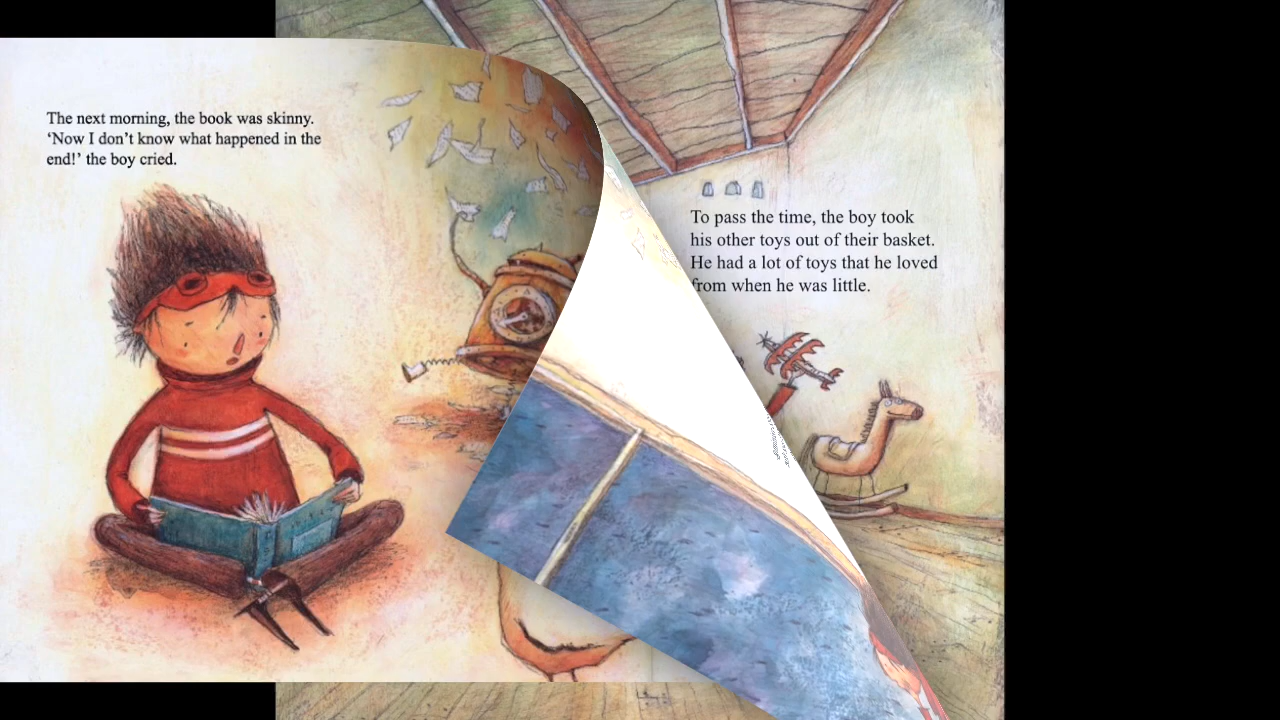 The next morning, the book was skinny.
‘Now I don’t know what happened in the
end!’ the boy cried.
To pass the time, the boy took
his other toys out of their basket.
He had a lot of toys that he loved
from when he was little.